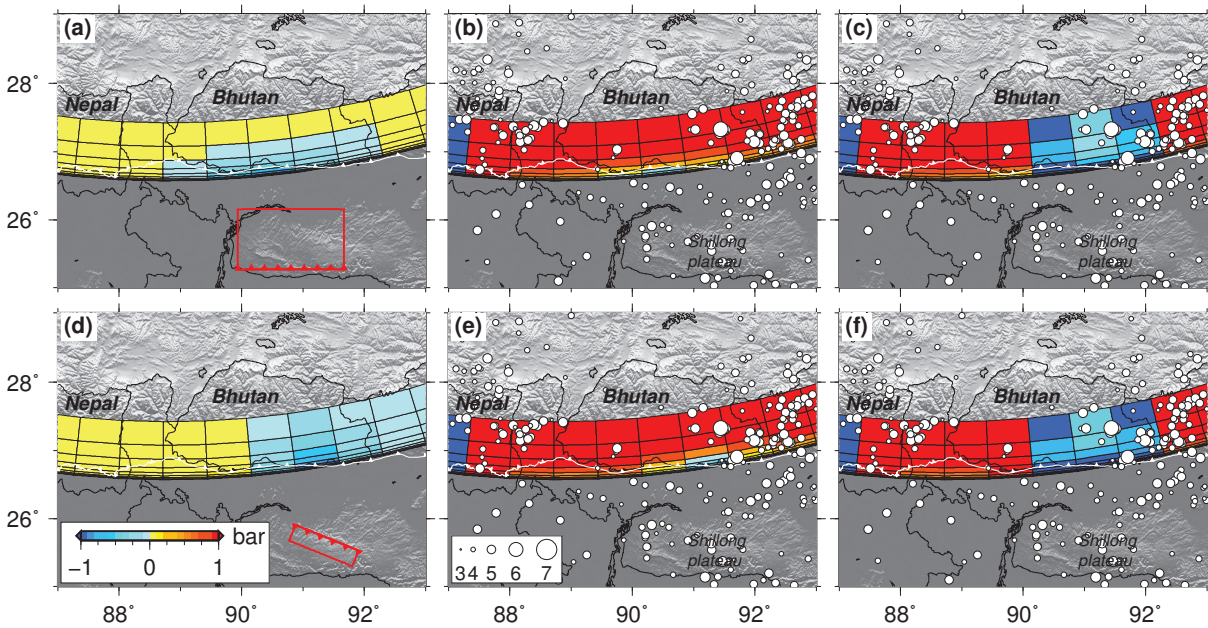 (a)
(b)
(c)
28°
Nepal
Bhutan
Nepal
Bhutan
Nepal
Bhutan
26°
Shillong
plateau
Shillong
plateau
(d)
(e)
(f)
28°
Nepal
Bhutan
Nepal
Bhutan
Nepal
Bhutan
26°
bar
−1 0 1
3 4 5 6 7
Shillong
plateau
Shillong
plateau
88° 90° 92°
88° 90° 92°
88° 90° 92°